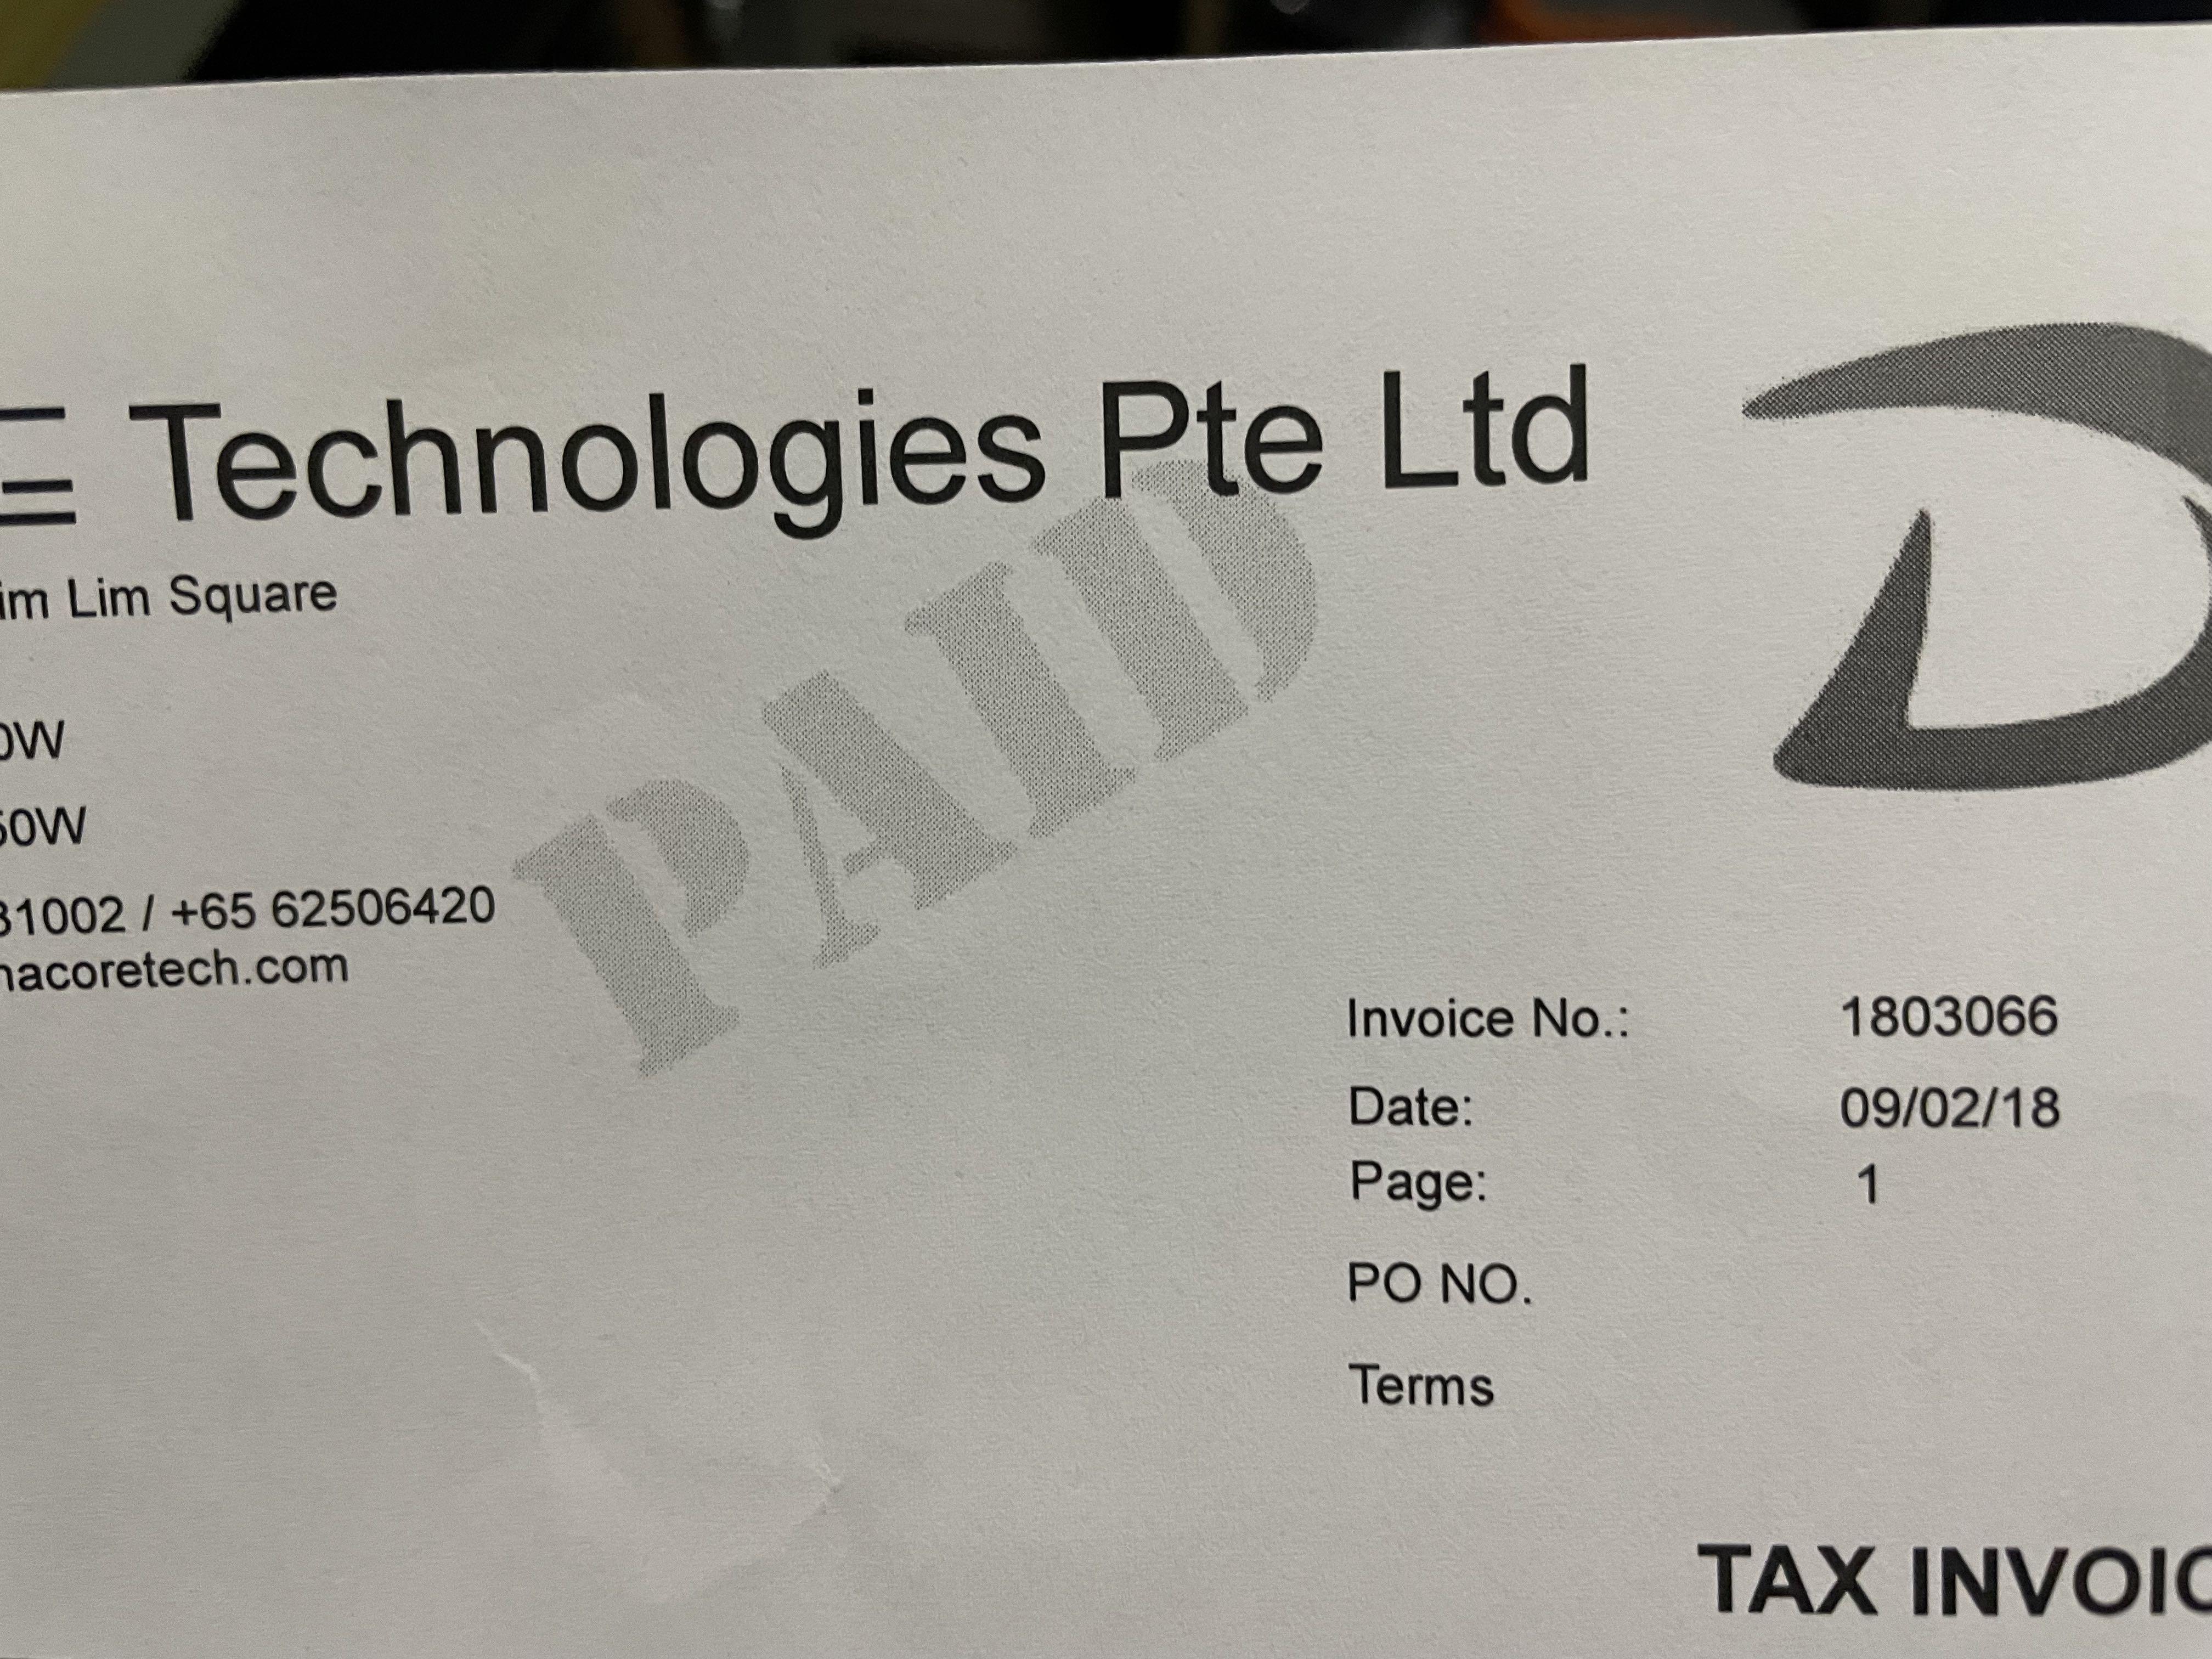 E Technologies Pte Ltd
im Lim Square
PAID
0W
50W
31002 / +65 62506420
nacoretech.com
Invoice No.: 1803066
Date: 09/02/18
Page: 1
PO NO.
Terms
TAX INVOIC